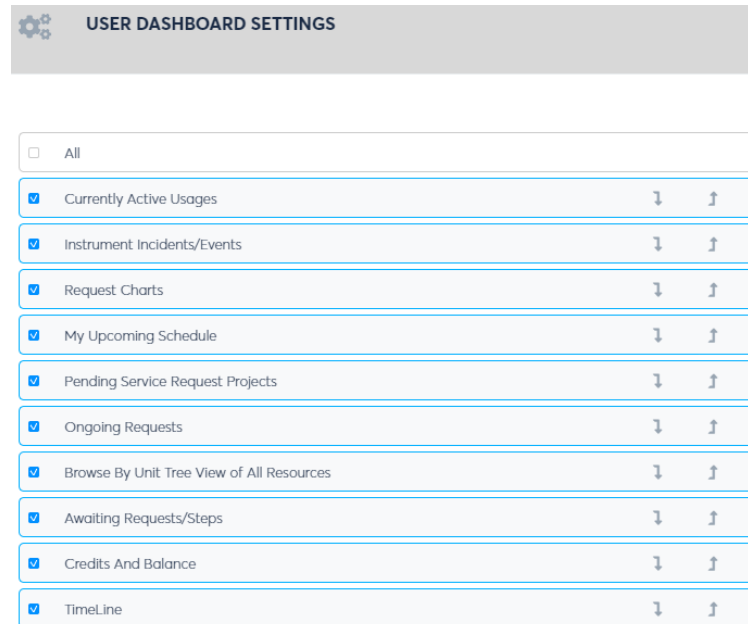 USER DASHBOARD SETTINGS
All
Currently Active Usages
Instrument Incidents/Events
Request Charts
My Upcoming Schedule
Pending Service Request Projects
Ongoing Requests
Browse By Unit Tree View of All Resources
Awaiting Requests/Steps
Credits And Balance
TimeLine